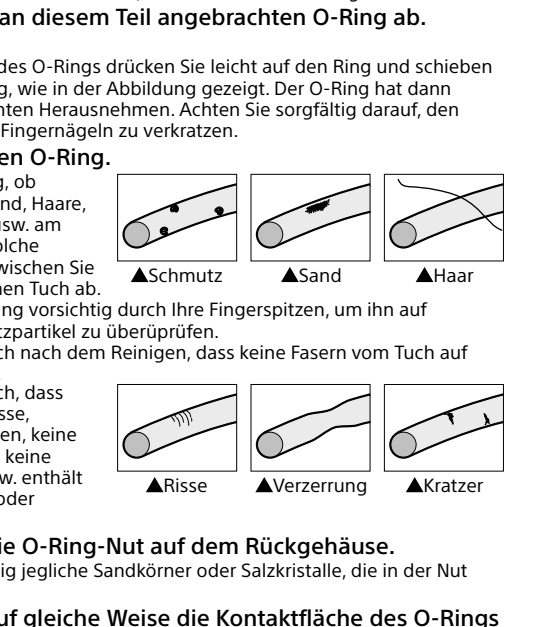 an diesem Teil angebrachten O-Ring ab.
des O-Rings drücken Sie leicht auf den Ring und schieben
g, wie in der Abbildung gezeigt. Der O-Ring hat dann
nten Herausnehmen. Achten Sie sorgfältig darauf, den
Fingernägeln zu verkratzen.
en O-Ring.
g, ob
nd, Haare,
usw. am
olche
wischen Sie
nen Tuch ab.
▲Schmutz ▲Sand ▲Haar
ng vorsichtig durch Ihre Fingerspitzen, um ihn auf
tzpartikel zu überüprüfen.
ch nach dem Reinigen, dass keine Fasern vom Tuch auf
ch, dass
sse,
en, keine
keine
w. enthält
oder
▲Risse ▲Verzerrung ▲Kratzer
ie O-Ring-Nut auf dem Rückgehäuse.
ig jegliche Sandkörner oder Salzkristalle, die in der Nut
uf gleiche Weise die Kontaktfläche des O-Rings